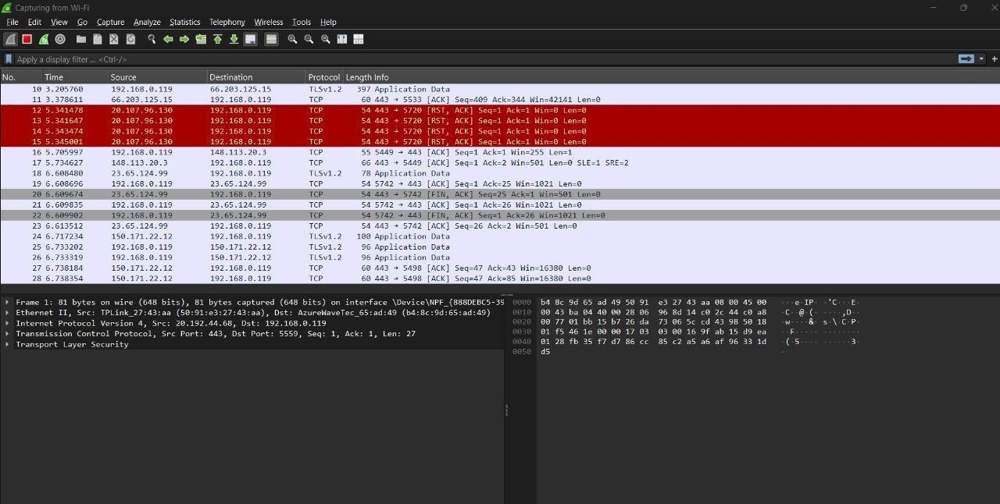 Capturing from Wi-Fi
File Edit View Go Capture Analyze Statistics Telephony Wireless Tools Help
Apply a display filter ... <Ctrl-/>
No. Time Source Destination Protocol Length Info
10 3.205760 192.168.0.119 66.203.125.15 TLSv1.2 397 Application Data
11 3.378611 66.203.125.15 192.168.0.119 TCP 60 443 → 5533 [ACK] Seq=409 Ack=344 Win=42141 Len=0
12 5.341478 20.107.96.130 192.168.0.119 TCP 54 443 → 5720 [RST, ACK] Seq=1 Ack=1 Win=0 Len=0
13 5.341647 20.107.96.130 192.168.0.119 TCP 54 443 → 5720 [RST, ACK] Seq=1 Ack=1 Win=0 Len=0
14 5.343474 20.107.96.130 192.168.0.119 TCP 54 443 → 5720 [RST, ACK] Seq=1 Ack=1 Win=0 Len=0
15 5.345001 20.107.96.130 192.168.0.119 TCP 54 443 → 5720 [RST, ACK] Seq=1 Ack=1 Win=0 Len=0
16 5.705997 192.168.0.119 148.113.20.3 TCP 55 5449 → 443 [ACK] Seq=1 Ack=1 Win=255 Len=1
17 5.734627 148.113.20.3 192.168.0.119 TCP 66 443 → 5449 [ACK] Seq=1 Ack=2 Win=501 Len=0 SLE=1 SRE=2
18 6.608480 23.65.124.99 192.168.0.119 TLSv1.2 78 Application Data
19 6.608696 192.168.0.119 23.65.124.99 TCP 54 5742 → 443 [ACK] Seq=1 Ack=25 Win=1021 Len=0
20 6.609674 23.65.124.99 192.168.0.119 TCP 54 443 → 5742 [FIN, ACK] Seq=25 Ack=1 Win=501 Len=0
21 6.609835 192.168.0.119 23.65.124.99 TCP 54 5742 → 443 [ACK] Seq=1 Ack=26 Win=1021 Len=0
22 6.609902 192.168.0.119 23.65.124.99 TCP 54 5742 → 443 [FIN, ACK] Seq=1 Ack=26 Win=1021 Len=0
23 6.613512 23.65.124.99 192.168.0.119 TCP 54 443 → 5742 [ACK] Seq=26 Ack=2 Win=501 Len=0
24 6.717234 150.171.22.12 192.168.0.119 TLSv1.2 100 Application Data
25 6.733202 192.168.0.119 150.171.22.12 TLSv1.2 96 Application Data
26 6.733319 192.168.0.119 150.171.22.12 TLSv1.2 96 Application Data
27 6.738184 150.171.22.12 192.168.0.119 TCP 60 443 → 5498 [ACK] Seq=47 Ack=43 Win=16380 Len=0
28 6.738354 150.171.22.12 192.168.0.119 TCP 60 443 → 5498 [ACK] Seq=47 Ack=85 Win=16380 Len=0
Frame 1: 81 bytes on wire (648 bits), 81 bytes captured (648 bits) on interface \Device\NPF_{888DEBC5-39
Ethernet II, Src: TPLink_27:43:aa (50:91:e3:27:43:aa), Dst: AzureWaveTec_65:ad:49 (b4:8c:9d:65:ad:49)
Internet Protocol Version 4, Src: 20.192.44.68, Dst: 192.168.0.119
Transmission Control Protocol, Src Port: 443, Dst Port: 5559, Seq: 1, Ack: 1, Len: 27
Transport Layer Security
0000 b4 8c 9d 65 ad 49 50 91 e3 27 43 aa 08 00 45 00 ···e·IP· ·'C···E·
0010 00 43 ba 04 40 00 28 06 96 8d 14 c0 2c 44 c0 a8 ·C··@·(· ····,D··
0020 00 77 01 bb 15 b7 26 da 73 06 5c cd 43 98 50 18 ·w····&· s·\·C·P·
0030 01 f5 46 1e 00 00 17 03 03 00 16 9f ab 15 d9 ea ··F····· ········
0040 01 28 fb 35 f7 d7 86 cc 85 c2 a5 a6 af 96 33 1d ·(·5···· ······3·
0050 d5 ·